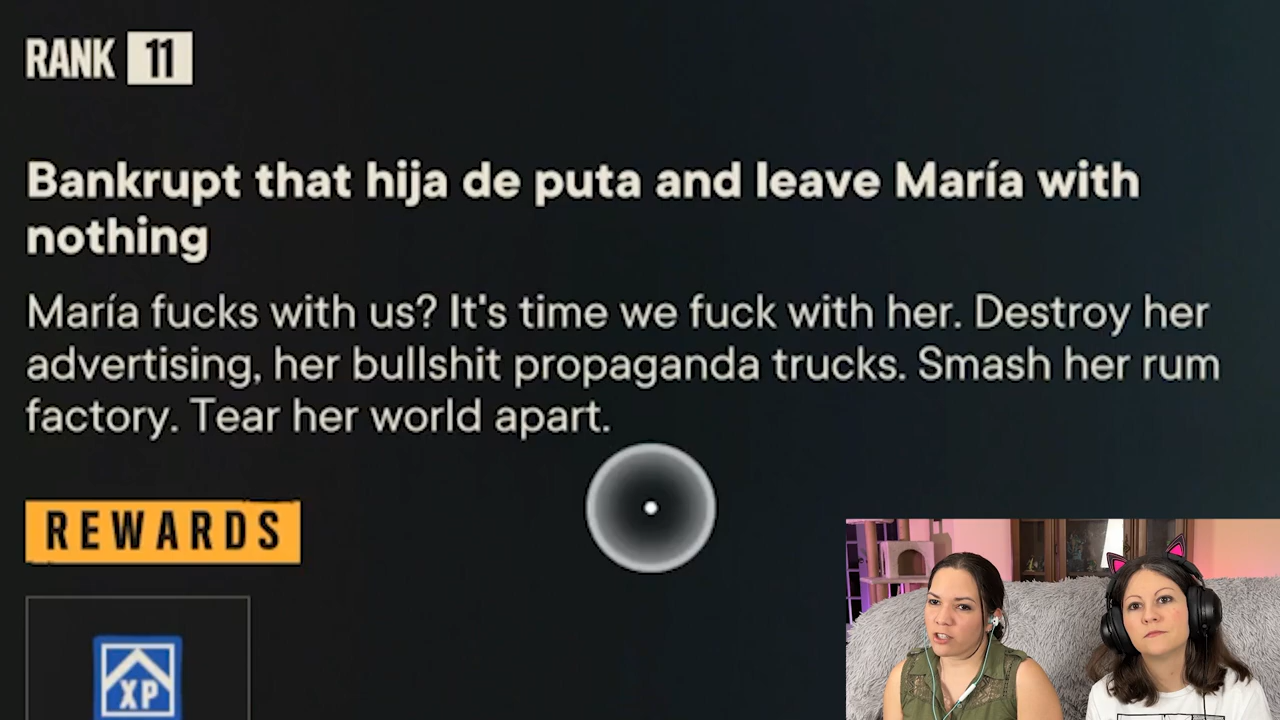 RANK 11
Bankrupt that hija de puta and leave María with
nothing
María fucks with us? It's time we fuck with her. Destroy her
advertising, her bullshit propaganda trucks. Smash her rum
factory. Tear her world apart.
REWARDS
XP